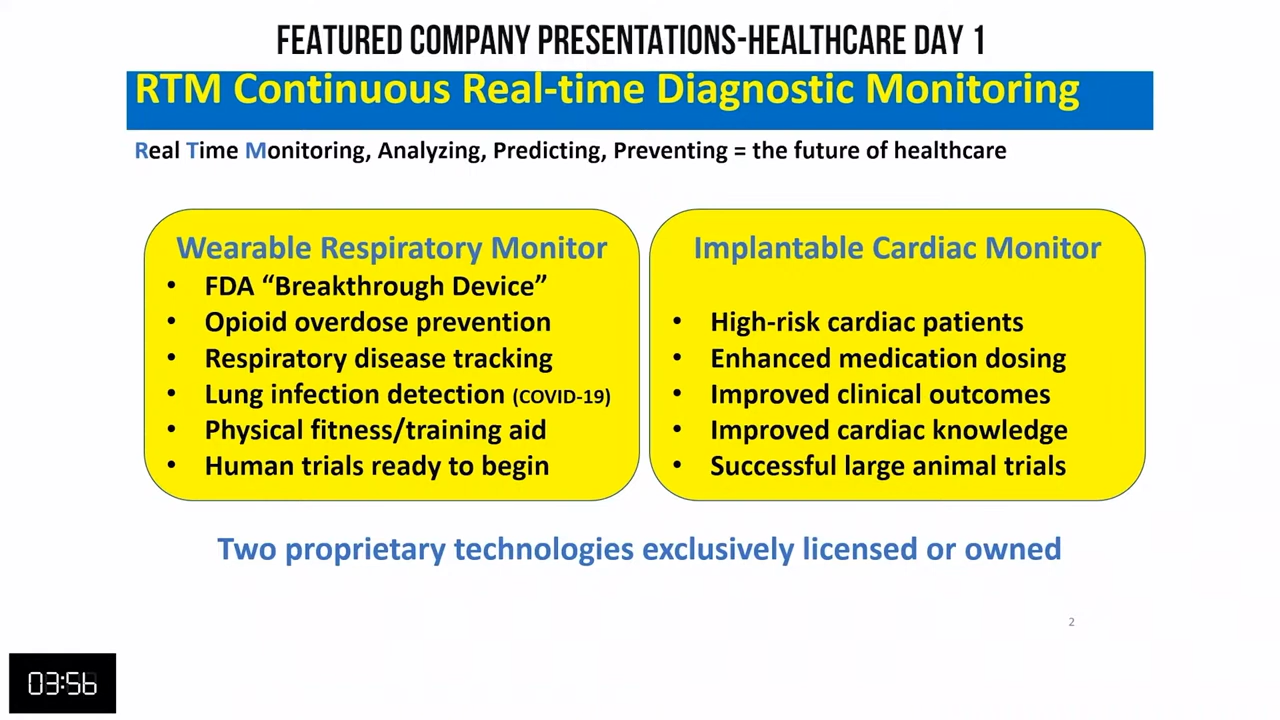 FEATURED COMPANY PRESENTATIONS-HEALTHCARE DAY 1
RTM Continuous Real-time Diagnostic Monitoring
Real Time Monitoring, Analyzing, Predicting, Preventing = the future of healthcare
Wearable Respiratory Monitor
• FDA “Breakthrough Device”
• Opioid overdose prevention
• Respiratory disease tracking
• Lung infection detection (COVID-19)
• Physical fitness/training aid
• Human trials ready to begin
Implantable Cardiac Monitor
• High-risk cardiac patients
• Enhanced medication dosing
• Improved clinical outcomes
• Improved cardiac knowledge
• Successful large animal trials
Two proprietary technologies exclusively licensed or owned
2
03:56